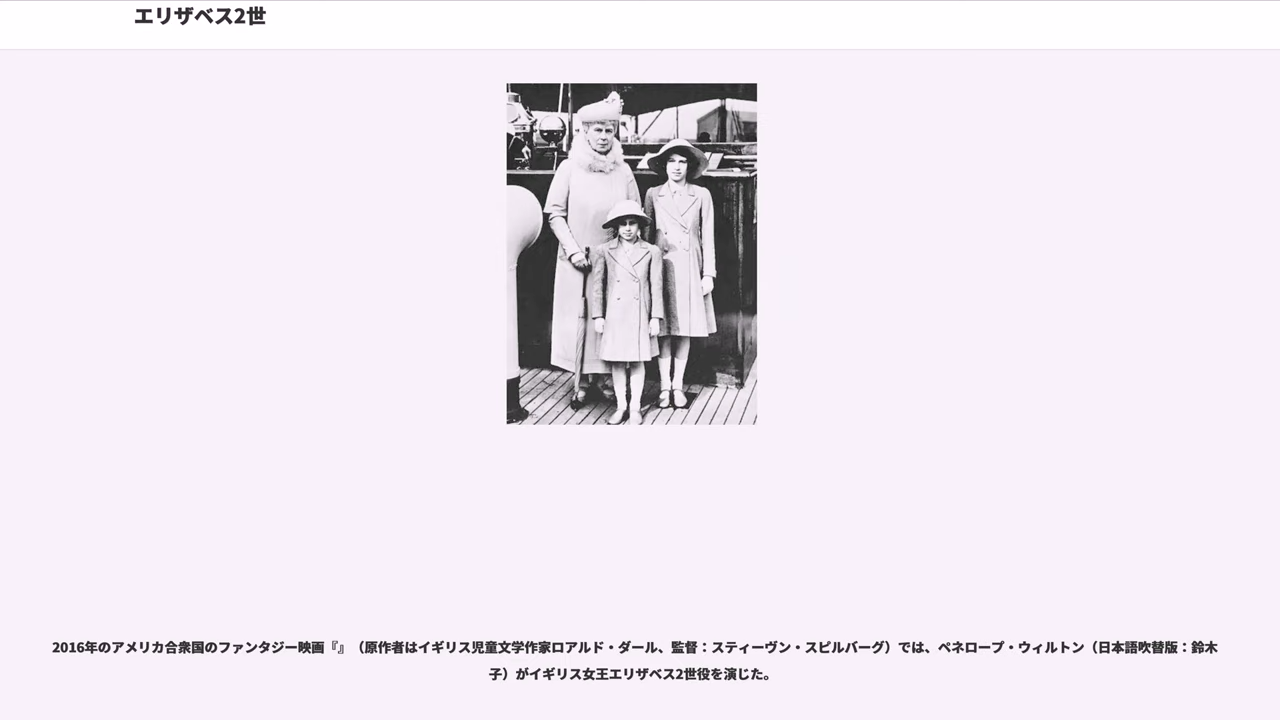 エリザベス2世
2016年のアメリカ合衆国のファンタジー映画『』（原作者はイギリス児童文学作家ロアルド・ダール、監督：スティーヴン・スピルバーグ）では、ペネロープ・ウィルトン（日本語吹替版：鈴木
子）がイギリス女王エリザベス2世役を演じた。